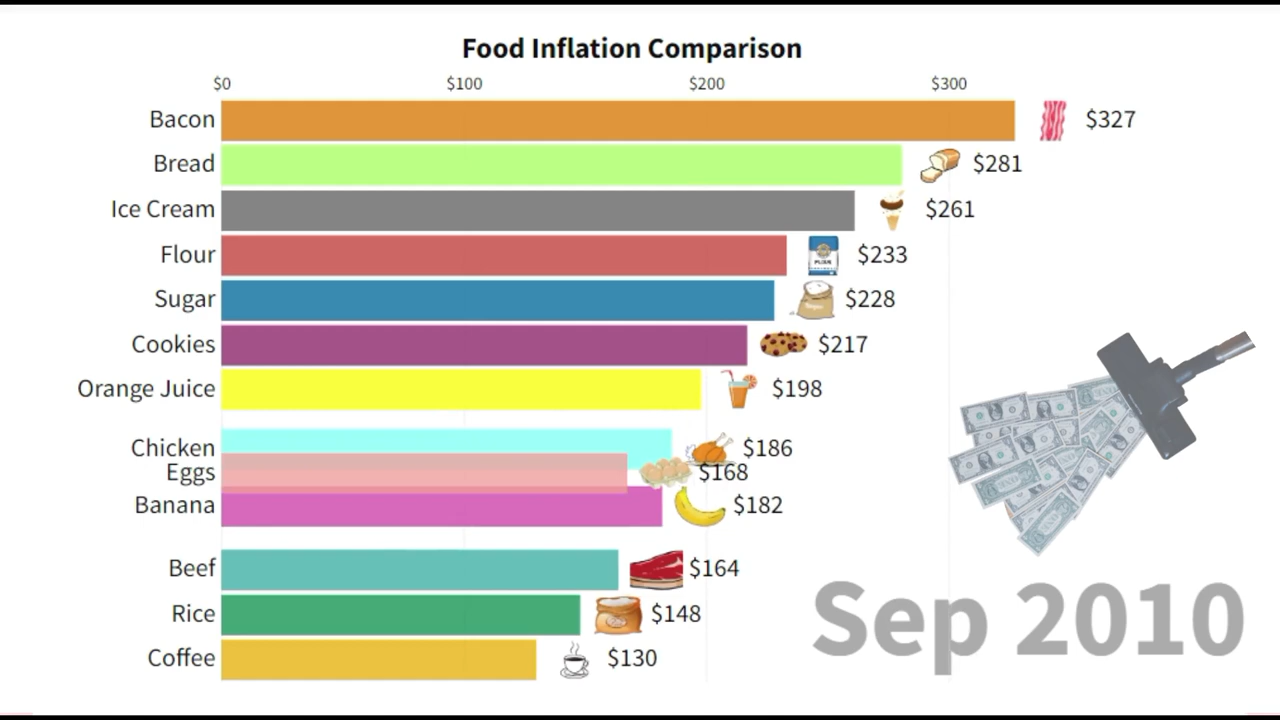 Food Inflation Comparison
$0 $100 $200 $300
Bacon $327
Bread $281
Ice Cream $261
Flour $233
Sugar $228
Cookies $217
Orange Juice $198
Chicken $186
Eggs $168
Banana $182
Beef $164
Rice $148
Coffee $130
Sep 2010